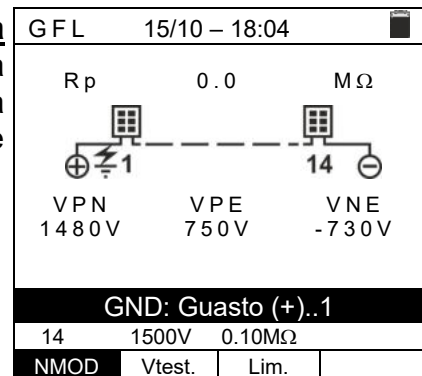 GFL 15/10 – 18:04
Rp 0.0 MΩ
1 14
VPN VPE VNE
1480V 750V -730V
GND: Guasto (+)..1
14 1500V 0.10MΩ
NMOD Vtest. Lim.